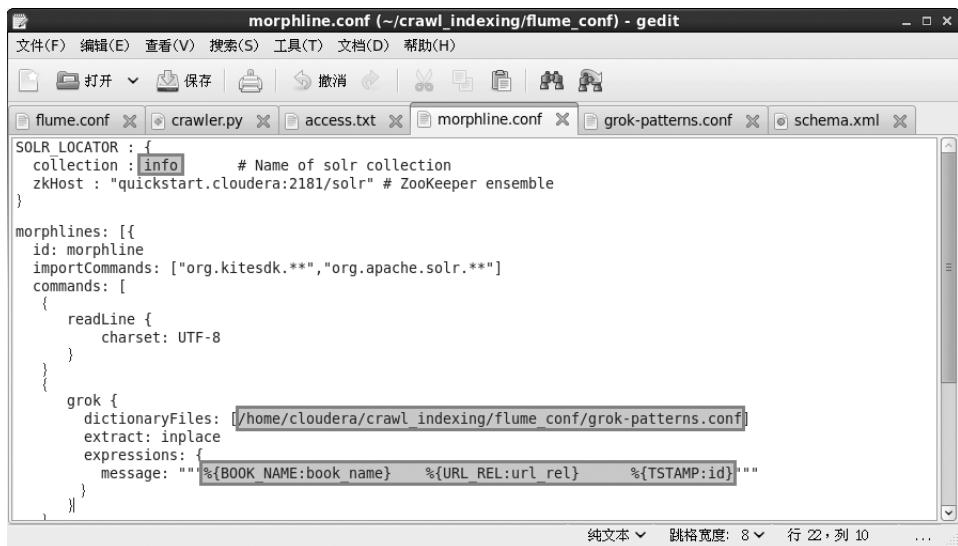 morphline.conf (~/crawl_indexing/flume_conf) - gedit
文件(F) 编辑(E) 查看(V) 搜索(S) 工具(T) 文档(D) 帮助(H)
打开 保存 撤消
flume.conf crawler.py access.txt morphline.conf grok-patterns.conf schema.xml
SOLR_LOCATOR : {
  collection : info       # Name of solr collection
  zkHost : "quickstart.cloudera:2181/solr" # ZooKeeper ensemble
}

morphlines: [{
  id: morphline
  importCommands: ["org.kitesdk.**","org.apache.solr.**"]
  commands: [
   {
      readLine {
          charset: UTF-8
      }
   }
   {
      grok {
        dictionaryFiles: [/home/cloudera/crawl_indexing/flume_conf/grok-patterns.conf]
        extract: inplace
        expressions: {
          message: """%{BOOK_NAME:book_name}    %{URL_REL:url_rel}      %{TSTAMP:id}"""
        }
      }
   }
纯文本 跳格宽度: 8 行 22，列 10 ...